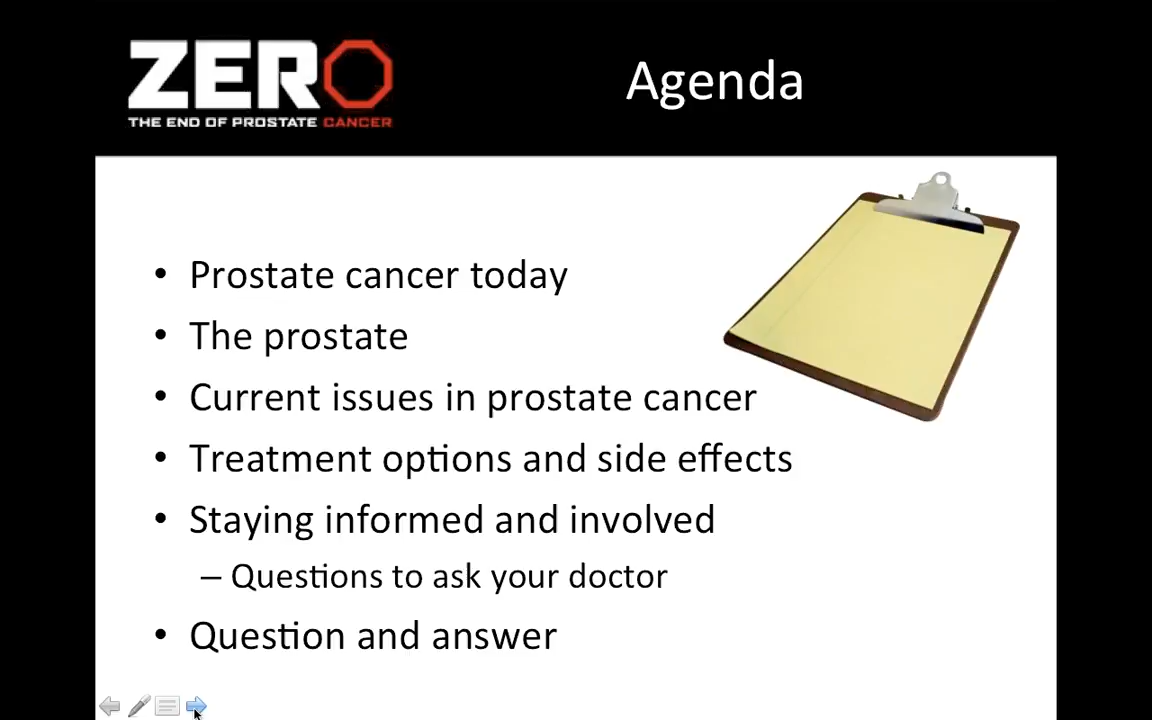 ZERO
THE END OF PROSTATE CANCER
Agenda
• Prostate cancer today
• The prostate
• Current issues in prostate cancer
• Treatment options and side effects
• Staying informed and involved
– Questions to ask your doctor
• Question and answer